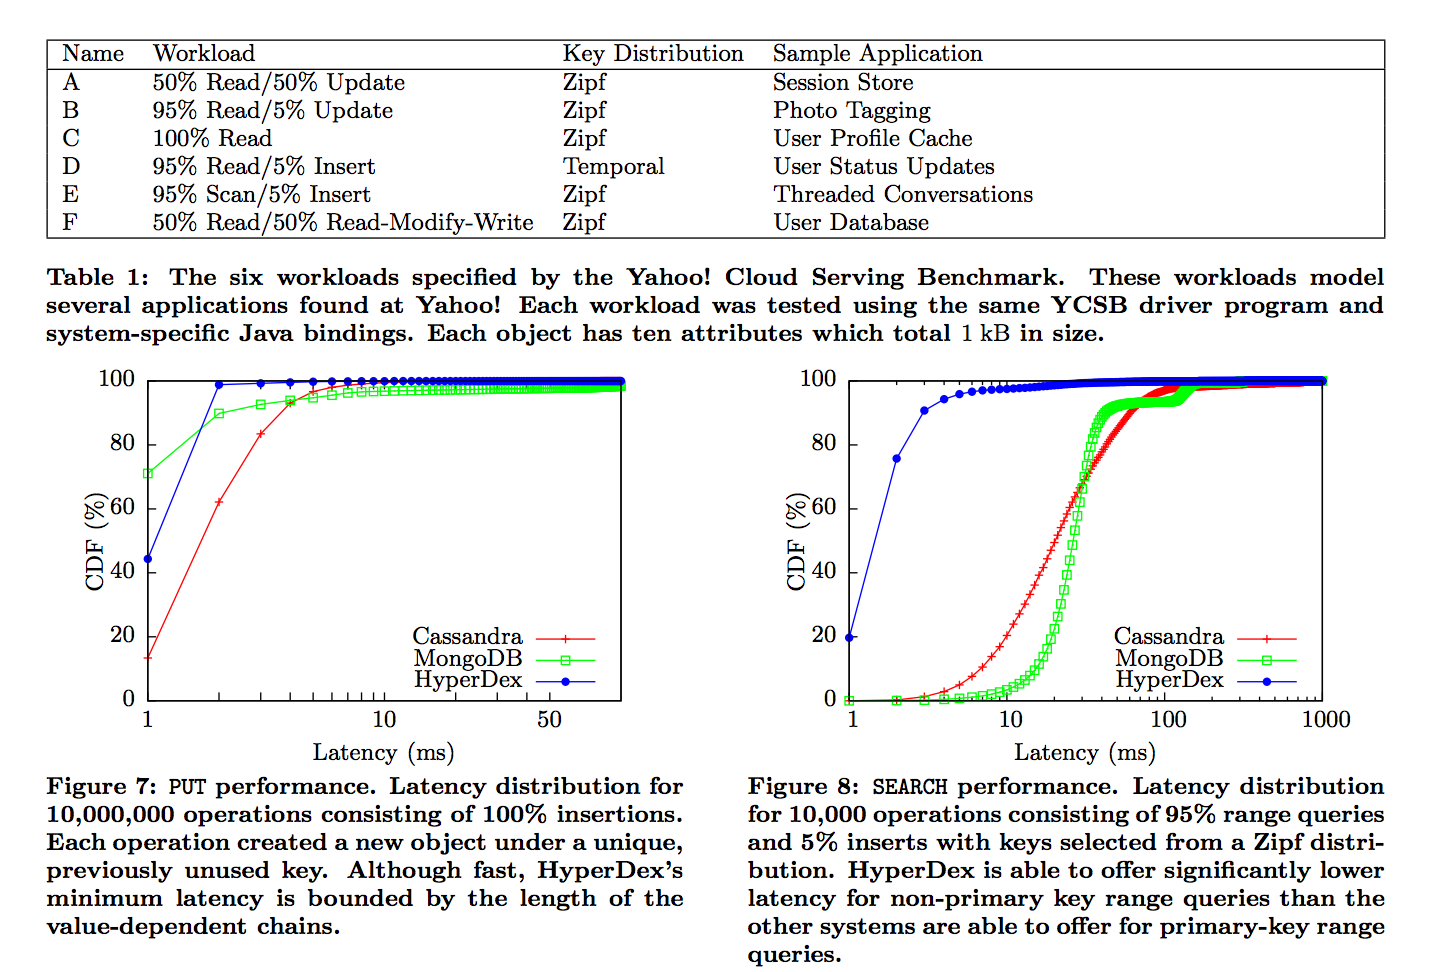 Name Workload Key Distribution Sample Application
A 50% Read/50% Update Zipf Session Store
B 95% Read/5% Update Zipf Photo Tagging
C 100% Read Zipf User Profile Cache
D 95% Read/5% Insert Temporal User Status Updates
E 95% Scan/5% Insert Zipf Threaded Conversations
F 50% Read/50% Read-Modify-Write Zipf User Database
Table 1: The six workloads specified by the Yahoo! Cloud Serving Benchmark. These workloads model
several applications found at Yahoo! Each workload was tested using the same YCSB driver program and
system-specific Java bindings. Each object has ten attributes which total 1 kB in size.
100
80
60
40
20
0
CDF (%)
Cassandra
MongoDB
HyperDex
1 10 50
Latency (ms)
Figure 7: PUT performance. Latency distribution for
10,000,000 operations consisting of 100% insertions.
Each operation created a new object under a unique,
previously unused key. Although fast, HyperDex's
minimum latency is bounded by the length of the
value-dependent chains.
100
80
60
40
20
0
CDF (%)
Cassandra
MongoDB
HyperDex
1 10 100 1000
Latency (ms)
Figure 8: SEARCH performance. Latency distribution
for 10,000 operations consisting of 95% range queries
and 5% inserts with keys selected from a Zipf distri-
bution. HyperDex is able to offer significantly lower
latency for non-primary key range queries than the
other systems are able to offer for primary-key range
queries.